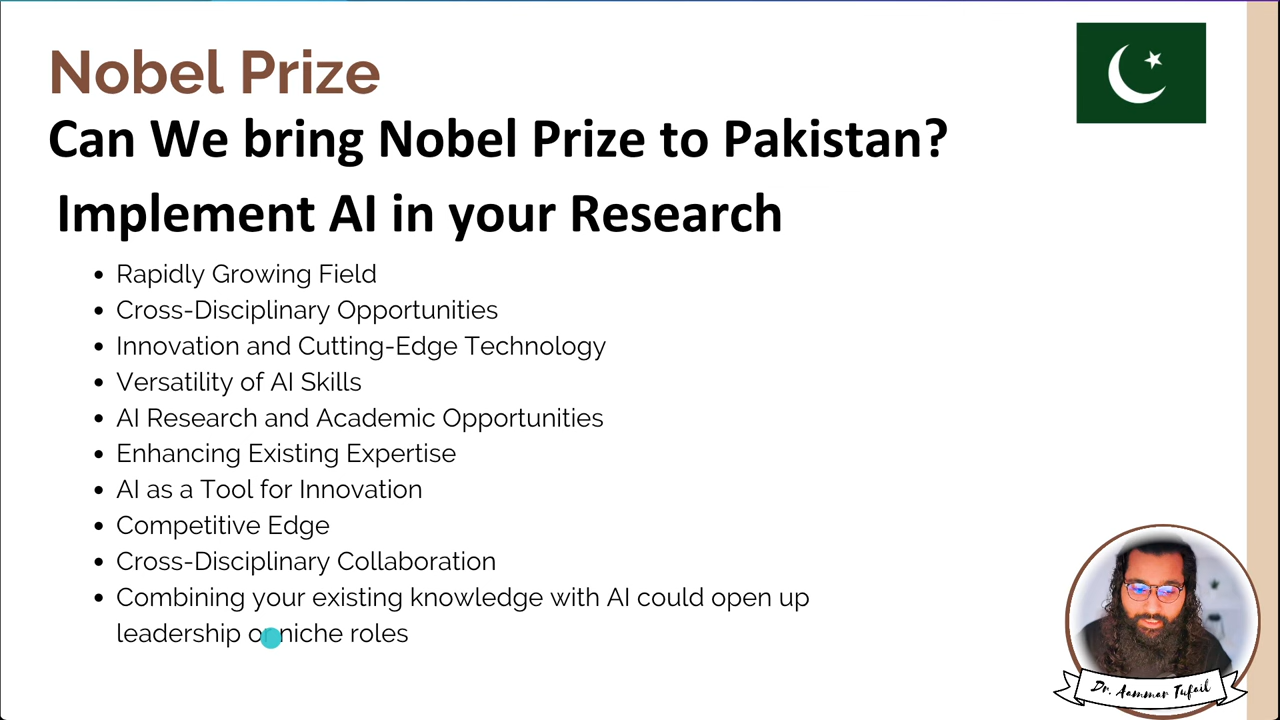 Nobel Prize
Can We bring Nobel Prize to Pakistan?
Implement AI in your Research
• Rapidly Growing Field
• Cross-Disciplinary Opportunities
• Innovation and Cutting-Edge Technology
• Versatility of AI Skills
• AI Research and Academic Opportunities
• Enhancing Existing Expertise
• AI as a Tool for Innovation
• Competitive Edge
• Cross-Disciplinary Collaboration
• Combining your existing knowledge with AI could open up
leadership or niche roles
Dr. Aammar Tufail